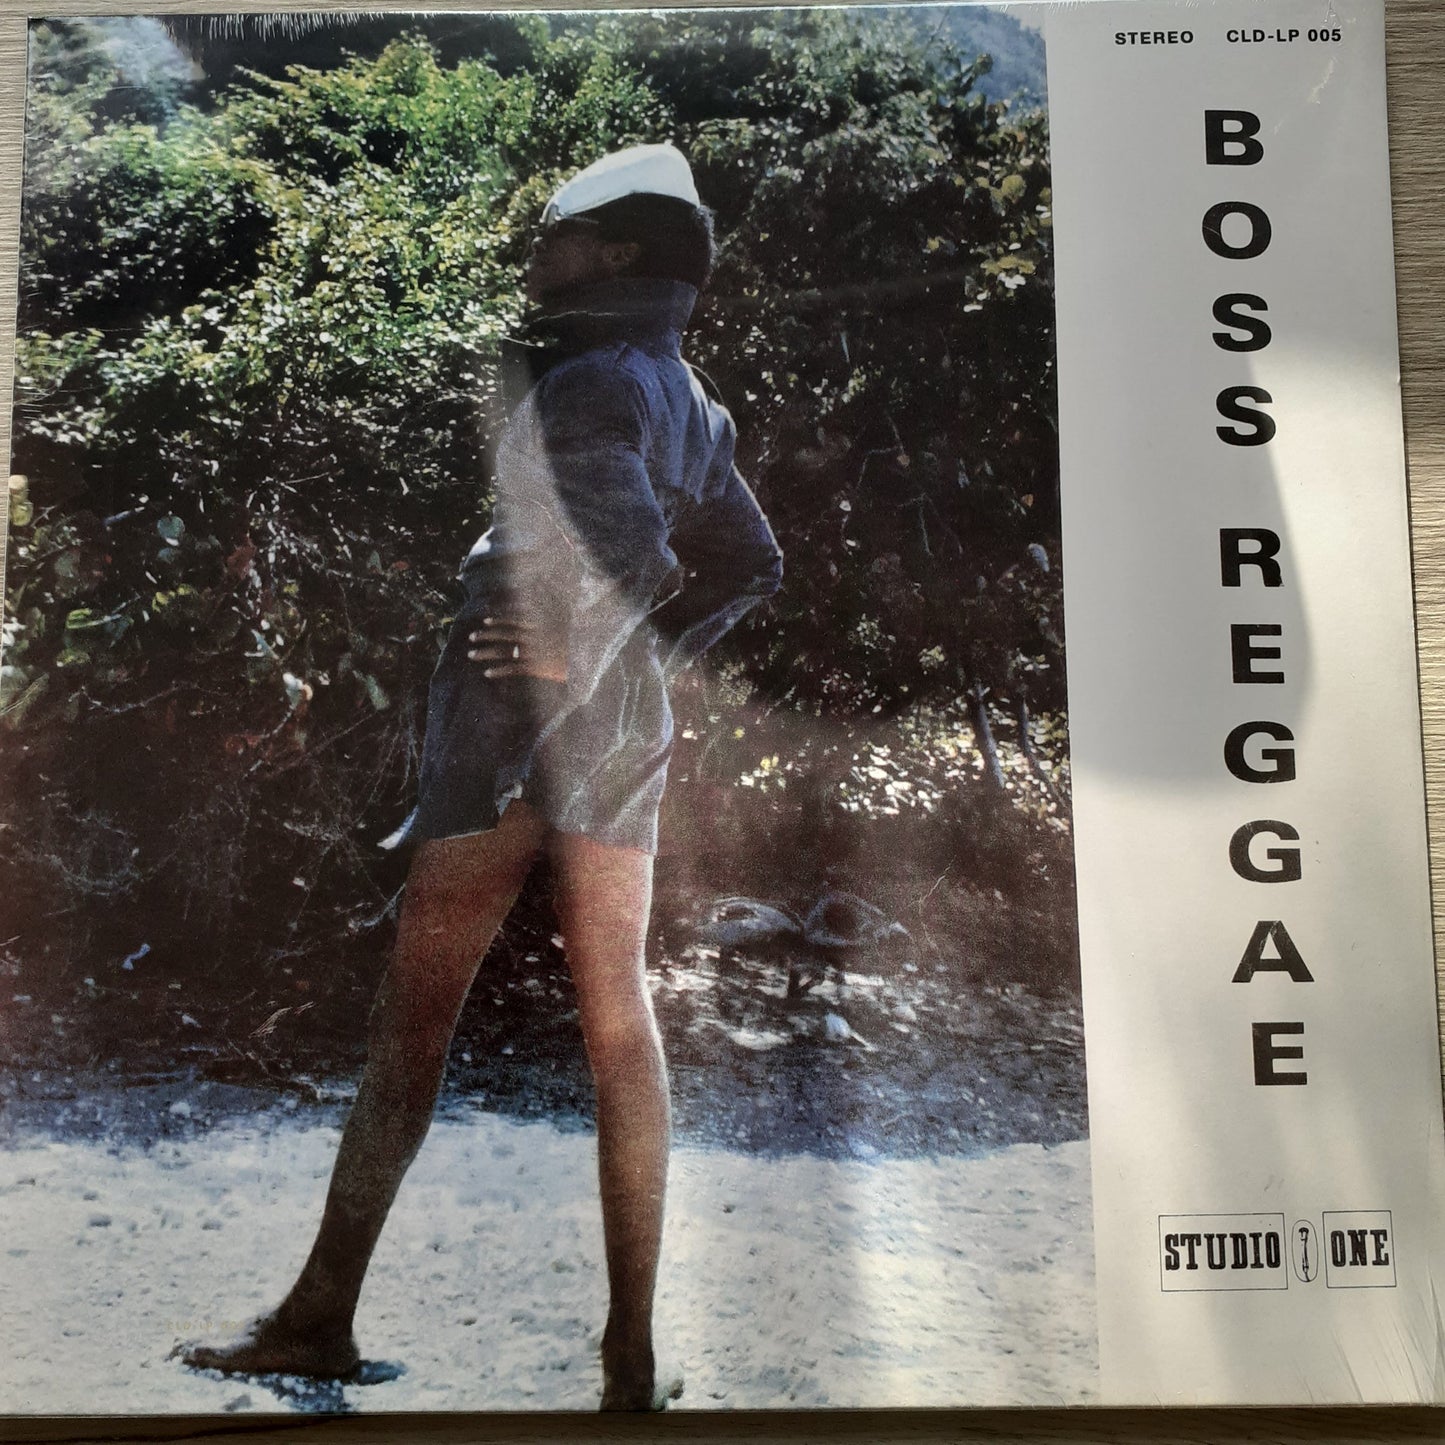 STEREO CLD-LP 005
BOSS REGGAE
STUDIO ONE